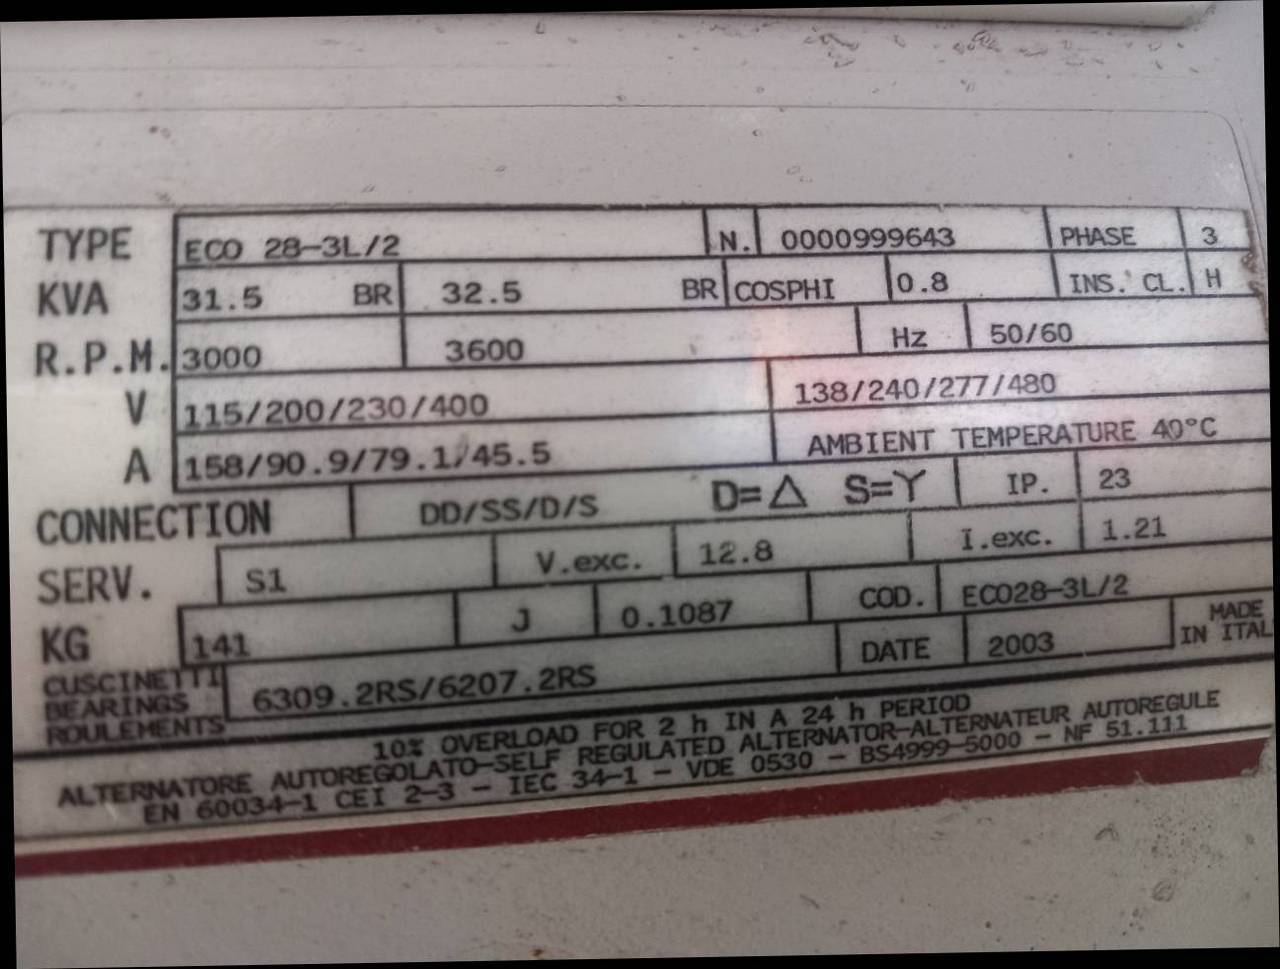 TYPE ECO 28-3L/2 N. 0000999643 PHASE 3
KVA 31.5 BR 32.5 BR COSPHI 0.8 INS. CL. H
R.P.M. 3000 3600 Hz 50/60
V 115/200/230/400 138/240/277/480
A 158/90.9/79.1/45.5 AMBIENT TEMPERATURE 40°C
CONNECTION DD/SS/D/S D=△ S=Y IP. 23
SERV. S1 V.exc. 12.8 I.exc. 1.21
KG 141 J 0.1087 COD. ECO28-3L/2
CUSCINETTI
BEARINGS
ROULEMENTS
6309.2RS/6207.2RS DATE 2003
MADE
IN ITAL
10% OVERLOAD FOR 2 h IN A 24 h PERIOD
ALTERNATORE AUTOREGOLATO-SELF REGULATED ALTERNATOR-ALTERNATEUR AUTOREGULE
EN 60034-1 CEI 2-3 - IEC 34-1 - VDE 0530 - BS4999-5000 - NF 51.111